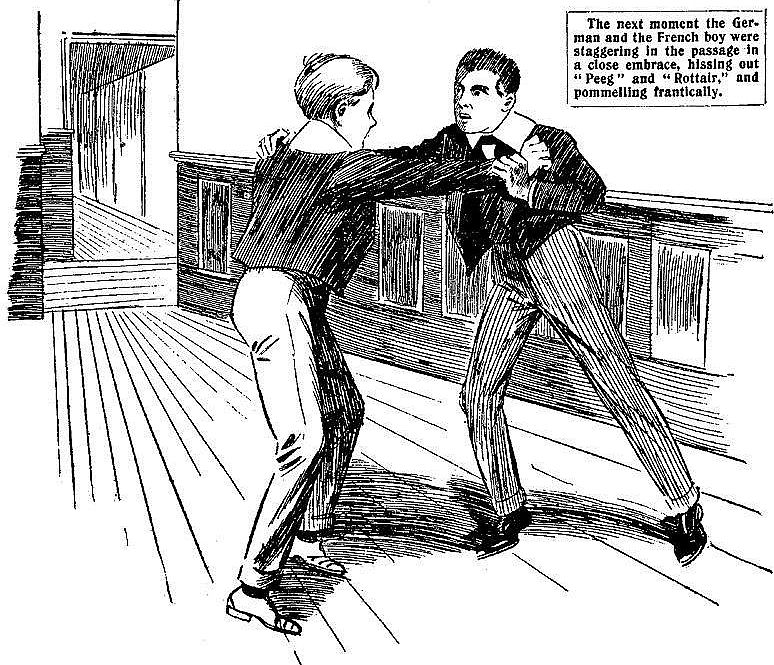 The next moment the Ger-
man and the French boy were
staggering in the passage in
a close embrace, hissing out
"Peeg" and "Rottair," and
pommelling frantically.